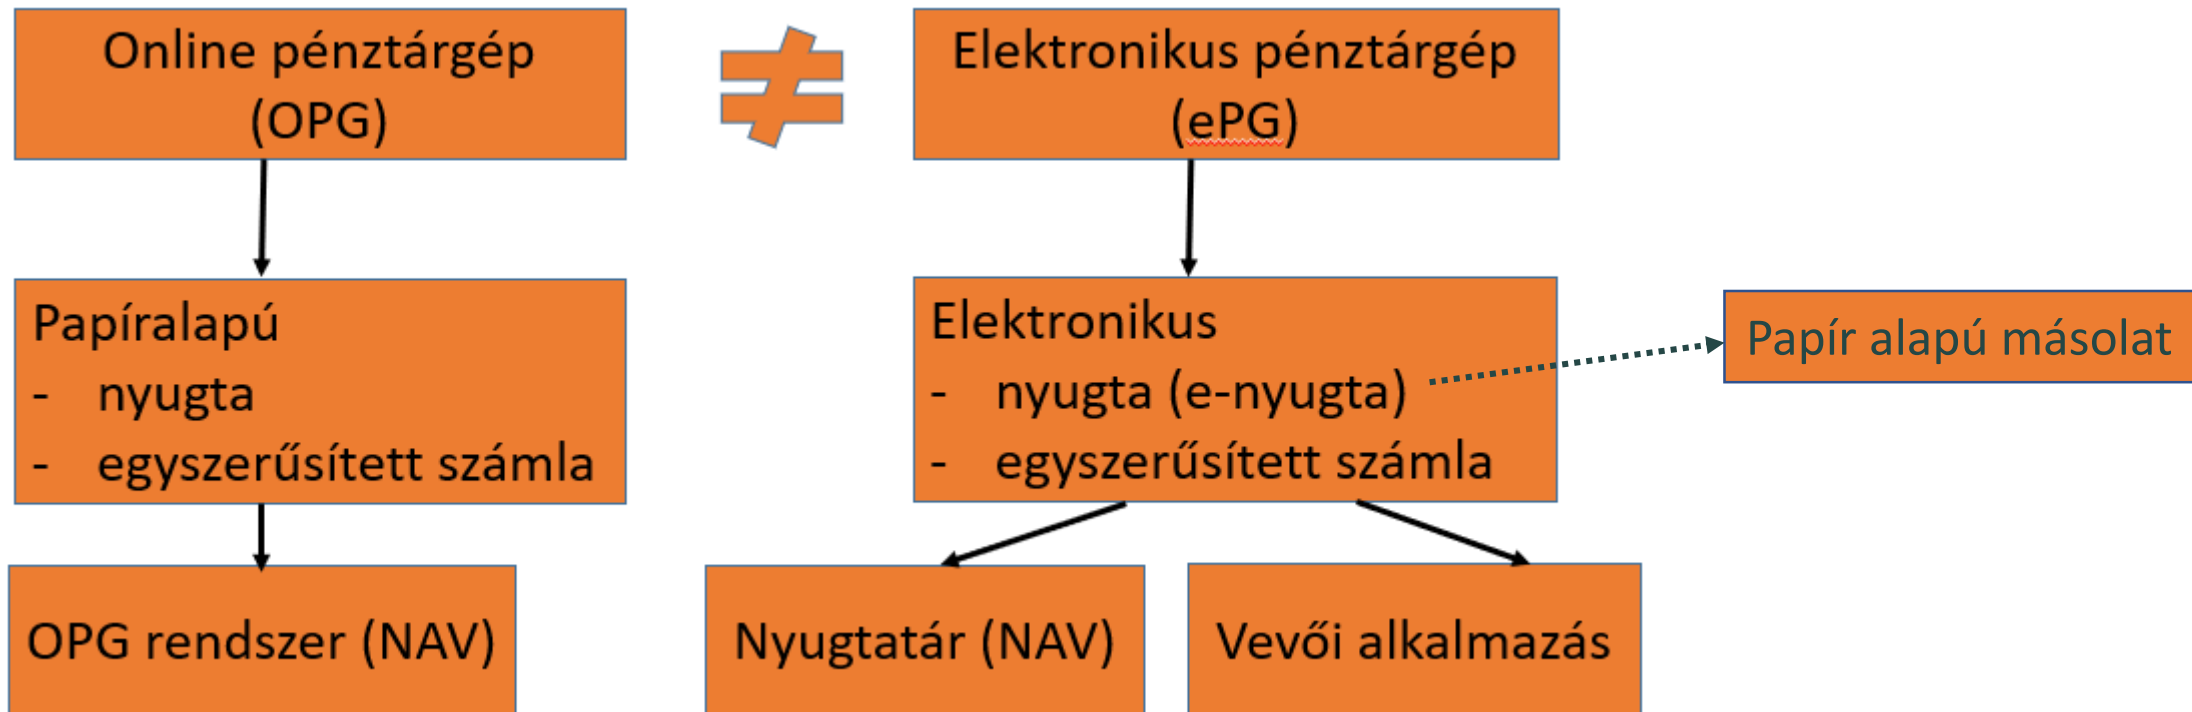 Online pénztárgép
(OPG)
≠
Elektronikus pénztárgép
(ePG)
Papíralapú
- nyugta
- egyszerűsített számla
Elektronikus
- nyugta (e-nyugta)
- egyszerűsített számla
Papír alapú másolat
OPG rendszer (NAV)
Nyugtatár (NAV)
Vevői alkalmazás